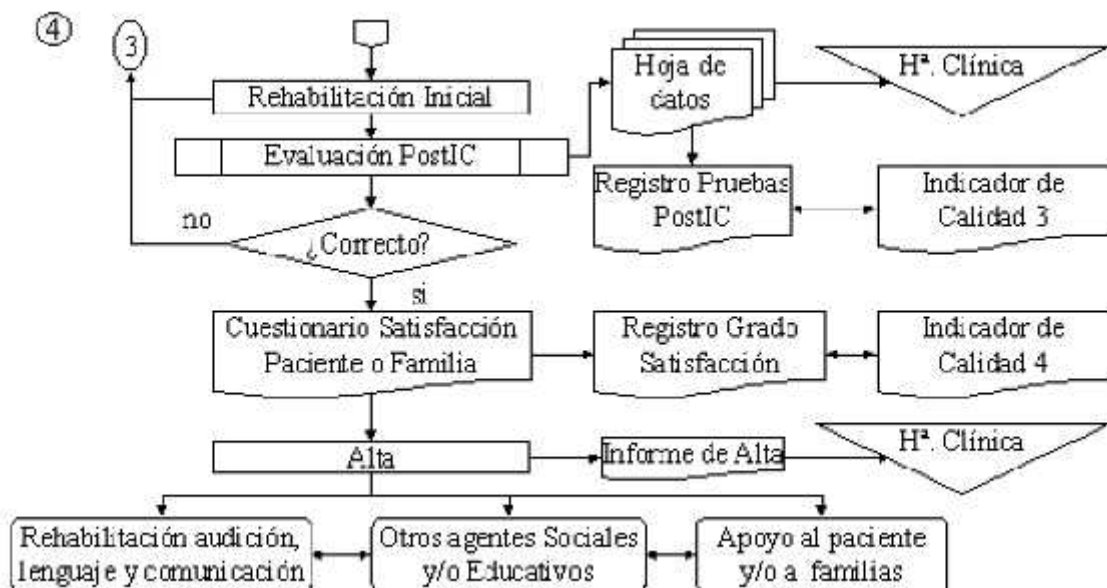 ④
3
Rehabilitación Inicial
Hoja de
datos
Hª. Clínica
Evaluación PostIC
Registro Pruebas
PostIC
Indicador de
Calidad 3
no
¿Correcto?
si
Cuestionario Satisfacción
Paciente o Familia
Registro Grado
Satisfacción
Indicador de
Calidad 4
Alta
Informe de Alta
Hª. Clínica
Rehabilitación audición,
lenguaje y comunicación
Otros agentes Sociales
y/o Educativos
Apoyo al paciente
y/o a familias